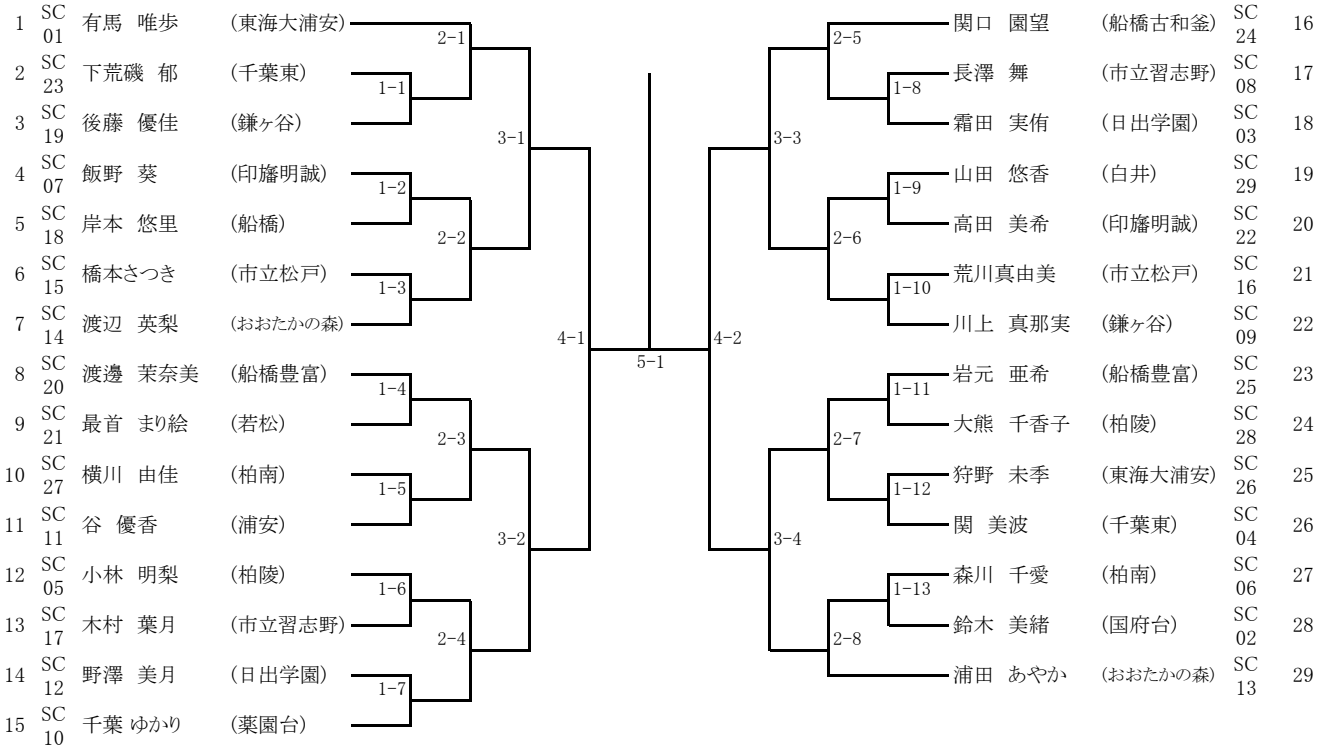 1 SC 01 有馬 唯歩 (東海大浦安)
2 SC 23 下荒磯 郁 (千葉東)
3 SC 19 後藤 優佳 (鎌ヶ谷)
4 SC 07 飯野 葵 (印旛明誠)
5 SC 18 岸本 悠里 (船橋)
6 SC 15 橋本さつき (市立松戸)
7 SC 14 渡辺 英梨 (おおたかの森)
8 SC 20 渡邊 茉奈美 (船橋豊富)
9 SC 21 最首 まり絵 (若松)
10 SC 27 横川 由佳 (柏南)
11 SC 11 谷 優香 (浦安)
12 SC 05 小林 明梨 (柏陵)
13 SC 17 木村 葉月 (市立習志野)
14 SC 12 野澤 美月 (日出学園)
15 SC 10 千葉 ゆかり (薬園台)
1-1
1-2
1-3
1-4
1-5
1-6
1-7
2-1
2-2
2-3
2-4
3-1
3-2
4-1
5-1
4-2
3-3
3-4
2-5
2-6
2-7
2-8
1-8
1-9
1-10
1-11
1-12
1-13
関口 園望 (船橋古和釜) SC 24 16
長澤 舞 (市立習志野) SC 08 17
霜田 実侑 (日出学園) SC 03 18
山田 悠香 (白井) SC 29 19
高田 美希 (印旛明誠) SC 22 20
荒川真由美 (市立松戸) SC 16 21
川上 真那実 (鎌ヶ谷) SC 09 22
岩元 亜希 (船橋豊富) SC 25 23
大熊 千香子 (柏陵) SC 28 24
狩野 未季 (東海大浦安) SC 26 25
関 美波 (千葉東) SC 04 26
森川 千愛 (柏南) SC 06 27
鈴木 美緒 (国府台) SC 02 28
浦田 あやか (おおたかの森) SC 13 29